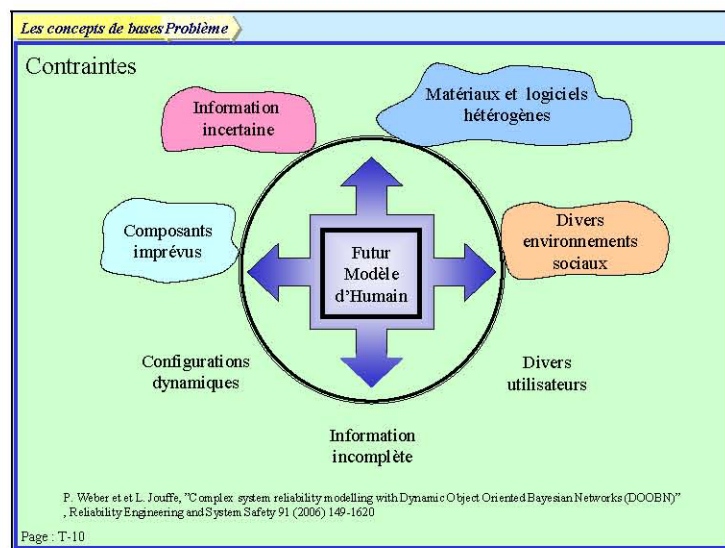 Les concepts de bases Problème
Contraintes
Information
incertaine
Matériaux et logiciels
hétérogènes
Composants
imprévus
Futur
Modèle
d'Humain
Divers
environnements
sociaux
Configurations
dynamiques
Divers
utilisateurs
Information
incomplète
P. Weber et et L. Jouffe, "Complex system reliability modelling with Dynamic Object Oriented Bayesian Networks (DOOBN)"
, Reliability Engineering and System Safety 91 (2006) 149-1620
Page : T-10